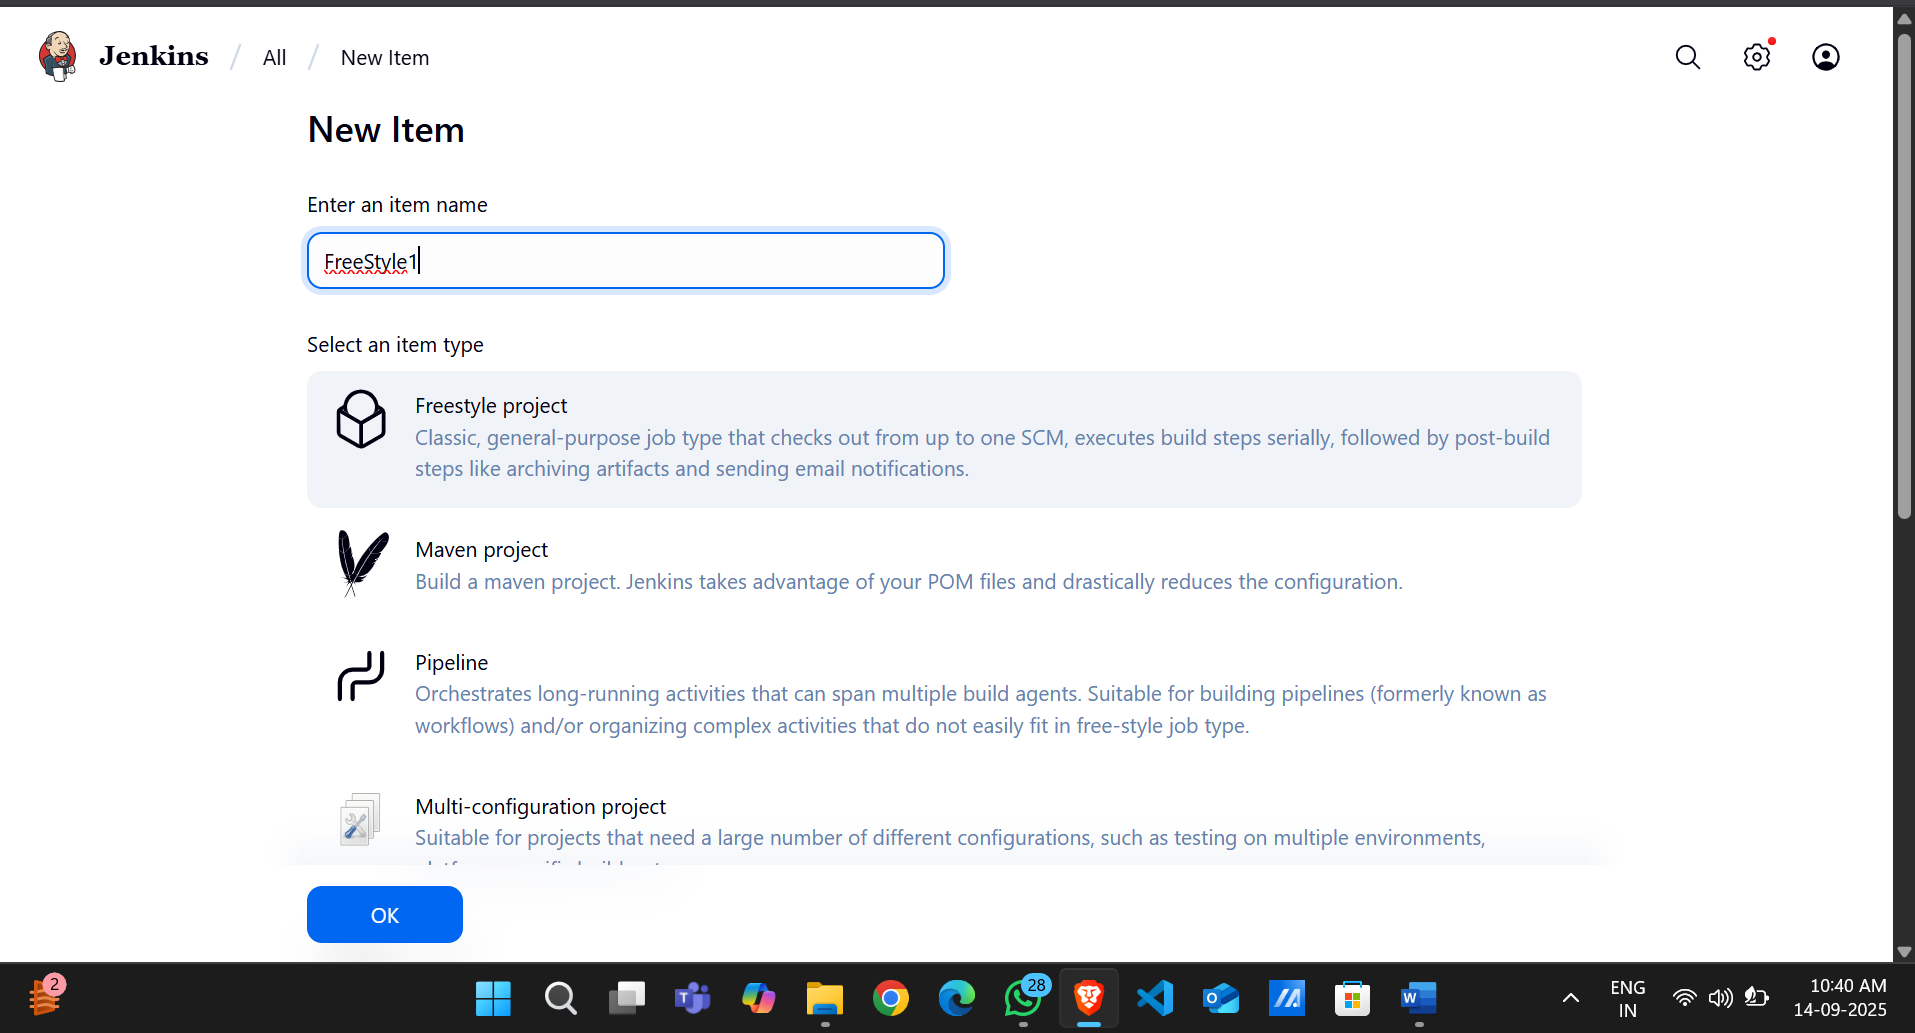 Jenkins / All / New Item
New Item
Enter an item name
FreeStyle1
Select an item type
Freestyle project
Classic, general-purpose job type that checks out from up to one SCM, executes build steps serially, followed by post-build
steps like archiving artifacts and sending email notifications.
Maven project
Build a maven project. Jenkins takes advantage of your POM files and drastically reduces the configuration.
Pipeline
Orchestrates long-running activities that can span multiple build agents. Suitable for building pipelines (formerly known as
workflows) and/or organizing complex activities that do not easily fit in free-style job type.
Multi-configuration project
Suitable for projects that need a large number of different configurations, such as testing on multiple environments,
OK
2
28
ENG
IN
10:40 AM
14-09-2025